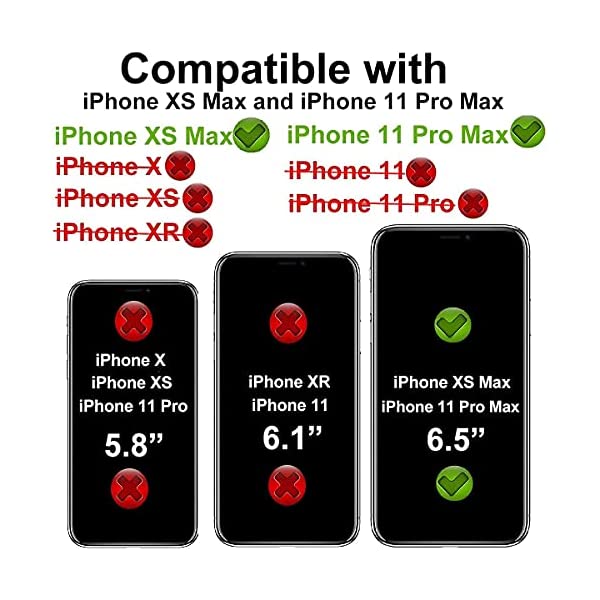 Compatible with
iPhone XS Max and iPhone 11 Pro Max
iPhone XS Max
iPhone X
iPhone XS
iPhone XR
iPhone 11 Pro Max
iPhone 11
iPhone 11 Pro
iPhone X
iPhone XS
iPhone 11 Pro
5.8”
iPhone XR
iPhone 11
6.1”
iPhone XS Max
iPhone 11 Pro Max
6.5”